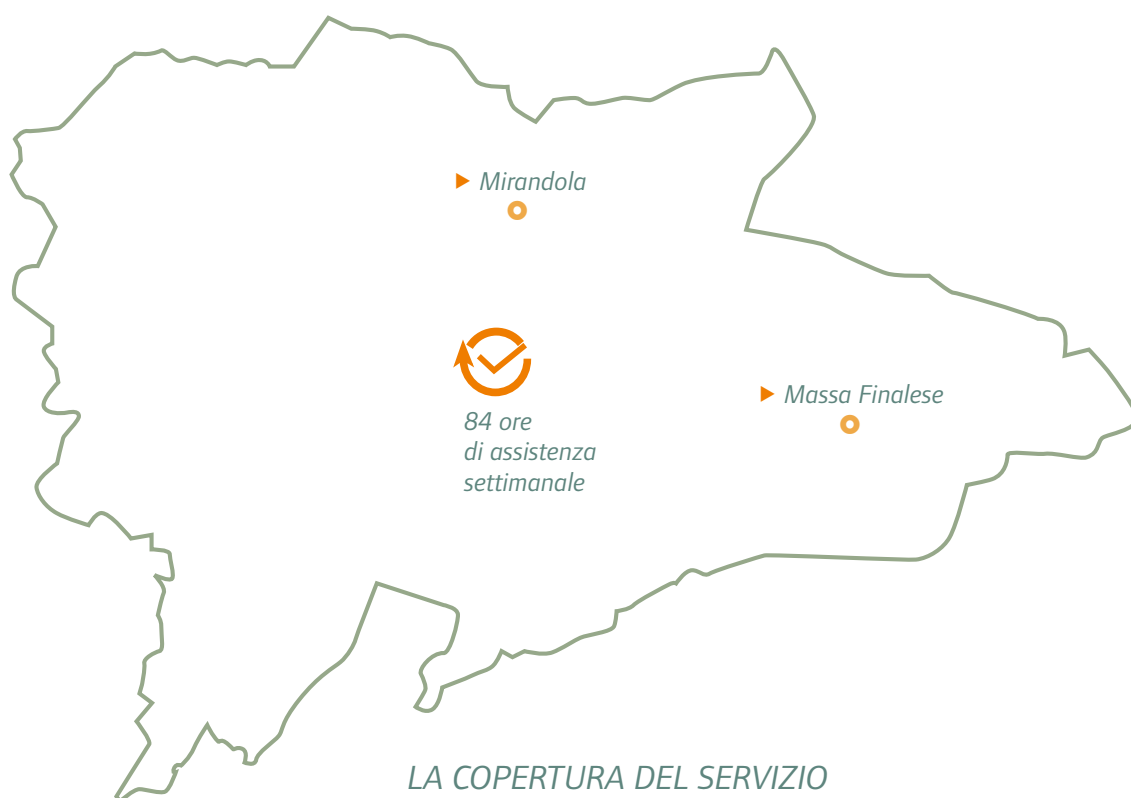 Mirandola
84 ore
di assistenza
settimanale
Massa Finalese
LA COPERTURA DEL SERVIZIO